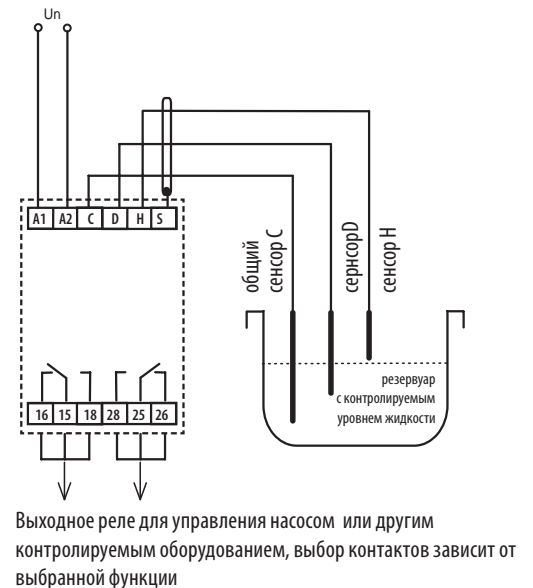 Un
A1 A2 C D H S
общий
сенсор C
сернсорD
сенсор H
резервуар
с контролируемым
уровнем жидкости
16 15 18 28 25 26
Выходное реле для управления насосом или другим
контролируемым оборудованием, выбор контактов зависит от
выбранной функции